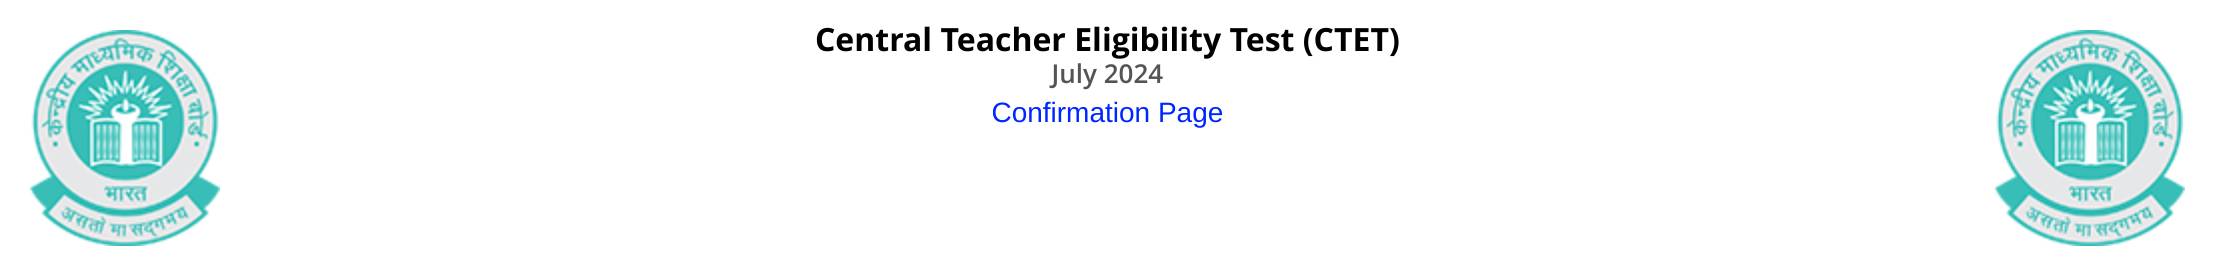 Central Teacher Eligibility Test (CTET)
July 2024
Confirmation Page
केन्द्रीय माध्यमिक शिक्षा बोर्ड
भारत
असतो मा सद्गमय
केन्द्रीय माध्यमिक शिक्षा बोर्ड
भारत
असतो मा सद्गमय